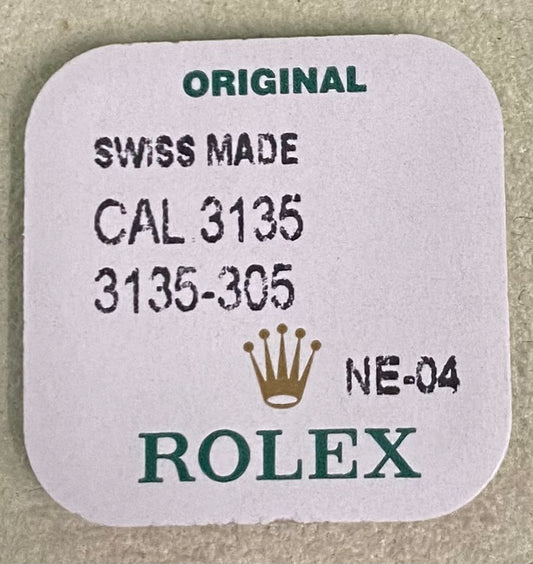 ORIGINAL
SWISS MADE
CAL 3135
3135-305
NE-04
ROLEX